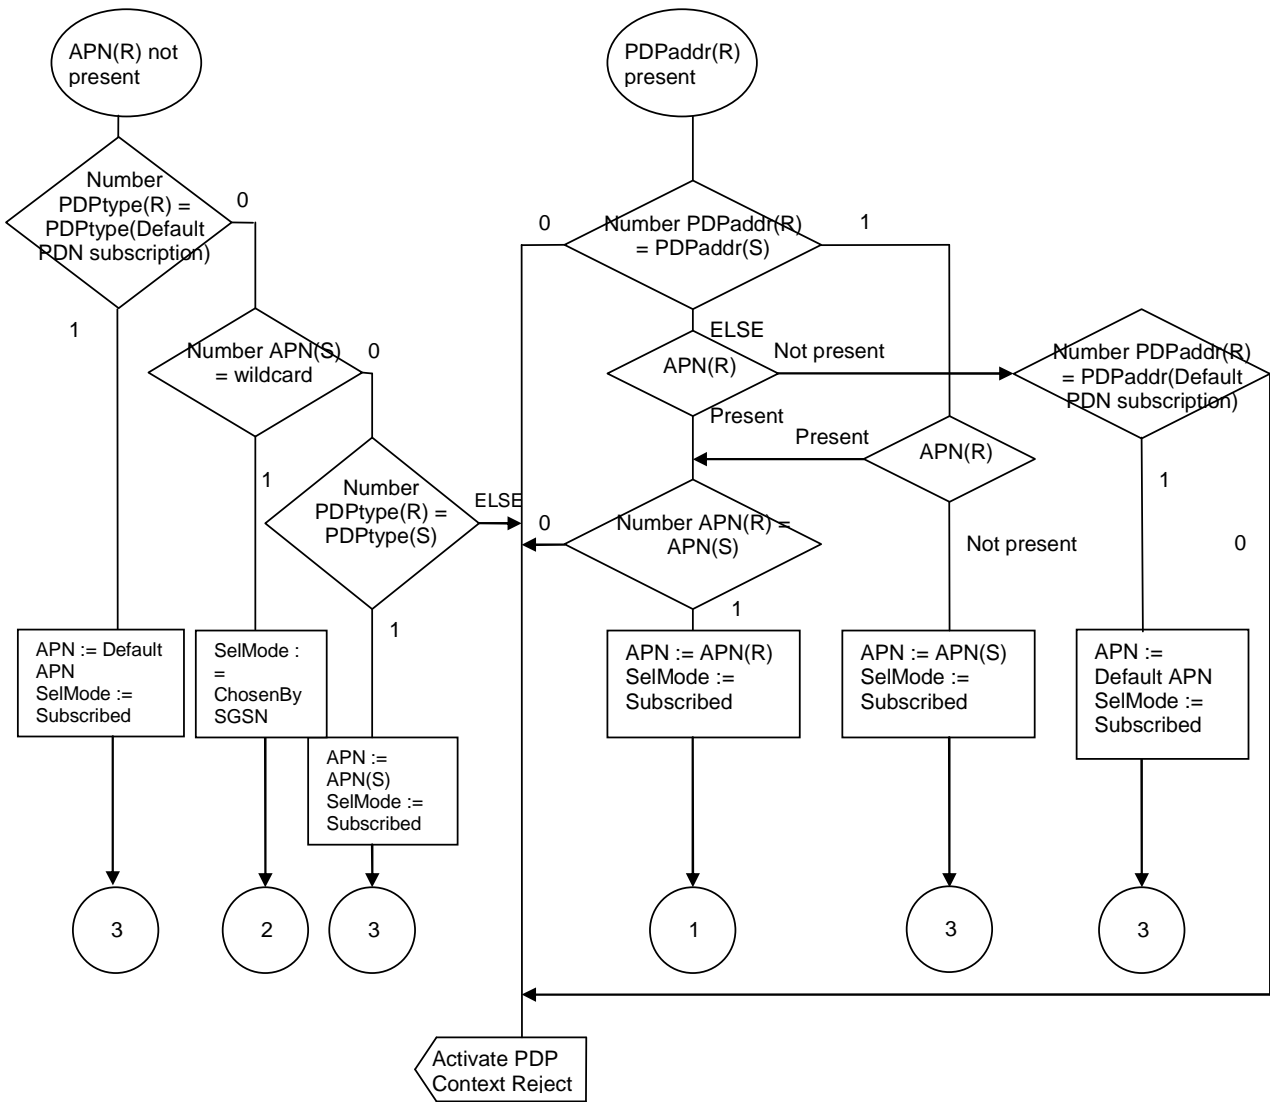 APN(R) not
present
Number
PDPtype(R) =
PDPtype(Default
PDN subscription)
0
1
Number APN(S)
= wildcard
0
1
Number
PDPtype(R) =
PDPtype(S)
ELSE
1
APN := Default
APN
SelMode :=
Subscribed
SelMode :
=
ChosenBy
SGSN
APN :=
APN(S)
SelMode :=
Subscribed
3
2
3
PDPaddr(R)
present
0
Number PDPaddr(R)
= PDPaddr(S)
1
ELSE
APN(R)
Not present
Present
Number PDPaddr(R)
= PDPaddr(Default
PDN subscription)
Present
APN(R)
0
Number APN(R) =
APN(S)
1
Not present
1
0
APN := APN(R)
SelMode :=
Subscribed
APN := APN(S)
SelMode :=
Subscribed
APN :=
Default APN
SelMode :=
Subscribed
1
3
3
Activate PDP
Context Reject